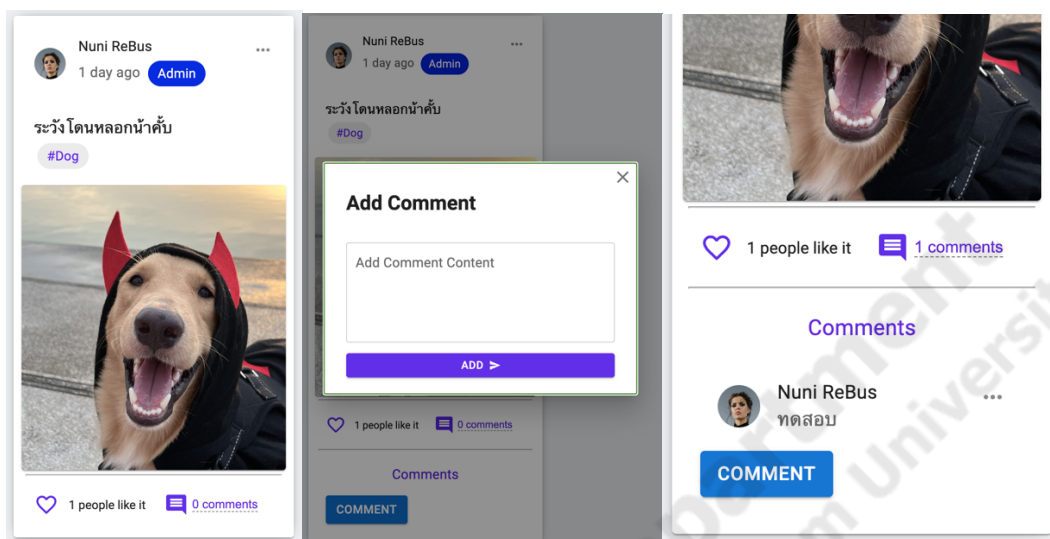 Nuni ReBus
1 day ago Admin
ระวังโดนหลอกน้าคั้บ
#Dog
1 people like it 0 comments
Nuni ReBus
1 day ago Admin
ระวังโดนหลอกน้าคั้บ
#Dog
Add Comment
Add Comment Content
ADD
1 people like it 0 comments
Comments
COMMENT
1 people like it 1 comments
Comments
Nuni ReBus
ทดสอบ
COMMENT